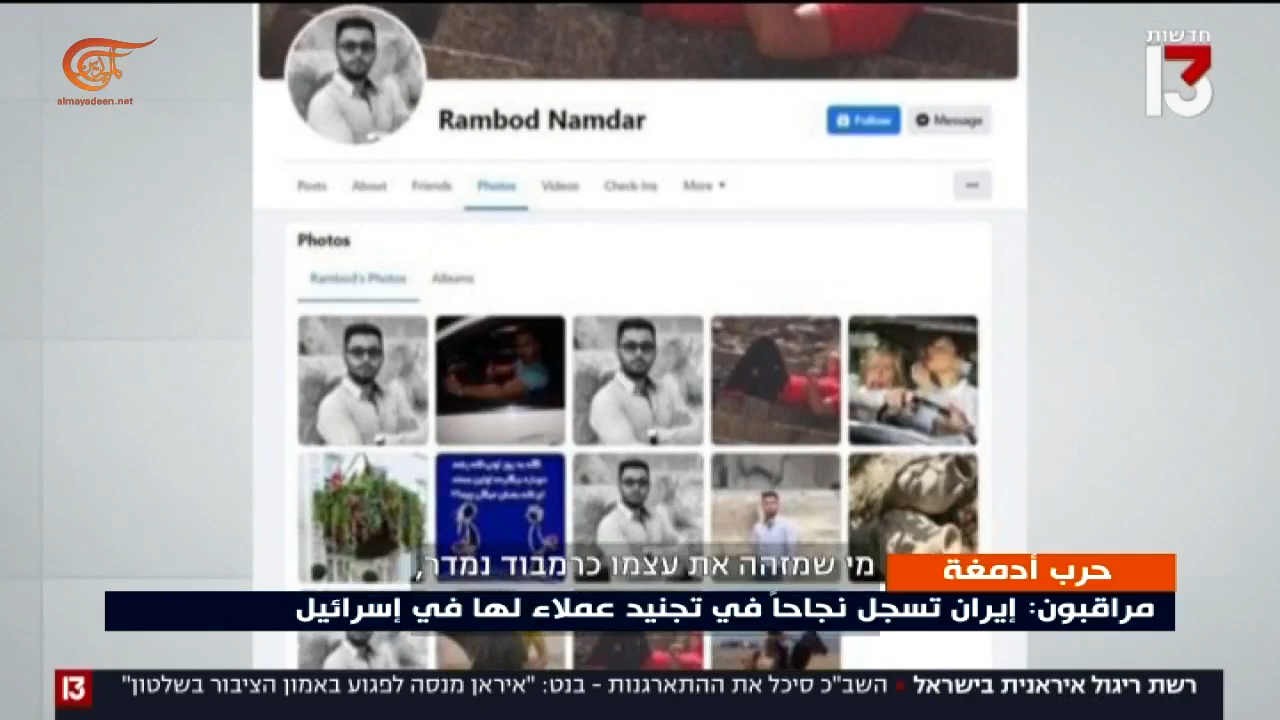 almayadeen.net
חדשות
13
Rambod Namdar
Follow
Message
Posts About Friends Photos Videos Check-Ins More
Photos
Rambod's Photos Albums
מי שמזהה את עצמו כרמבוד נמדר,
حرب أدمغة
مراقبون: إيران تسجل نجاحاً في تجنيد عملاء لها في إسرائيل
13
רשת ריגול איראנית בישראל • השב"כ סיכל את ההתארגנות - בנט: "איראן מנסה לפגוע באמון הציבור בשלטון"